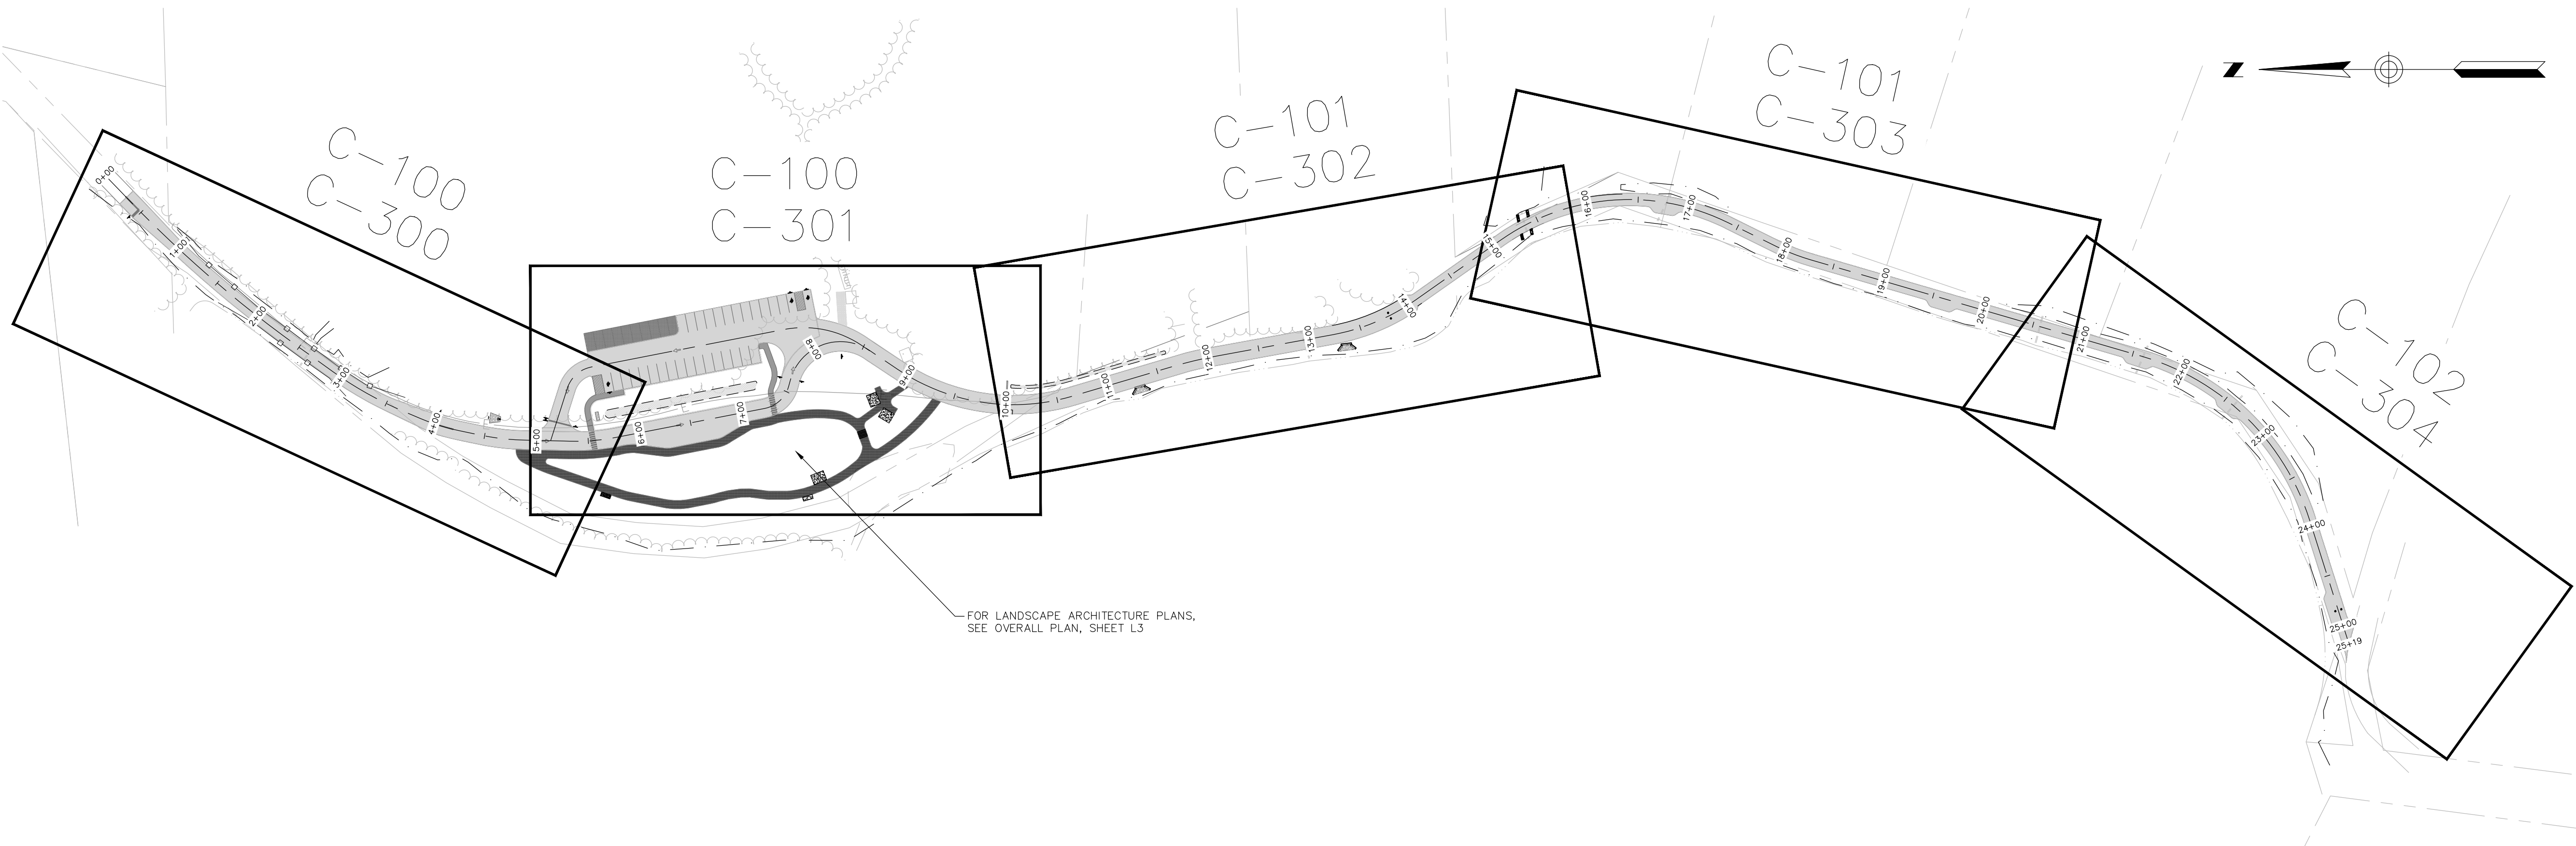 C-100
C-300
C-100
C-301
C-101
C-302
C-101
C-303
C-102
C-304
N
0+00
1+00
2+00
3+00
4+00
5+00
6+00
7+00
8+00
9+00
10+00
11+00
12+00
13+00
14+00
15+00
16+00
17+00
18+00
19+00
20+00
21+00
22+00
23+00
24+00
25+00
25+19
FOR LANDSCAPE ARCHITECTURE PLANS,
SEE OVERALL PLAN, SHEET L3